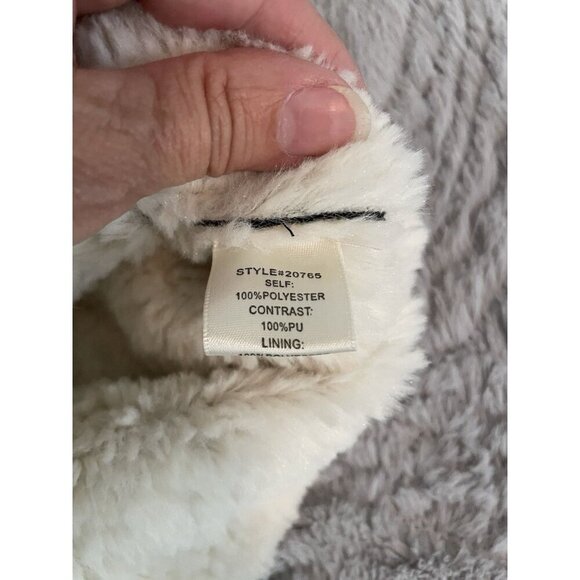 STYLE#20765
SELF:
100%POLYESTER
CONTRAST:
100%PU
LINING: